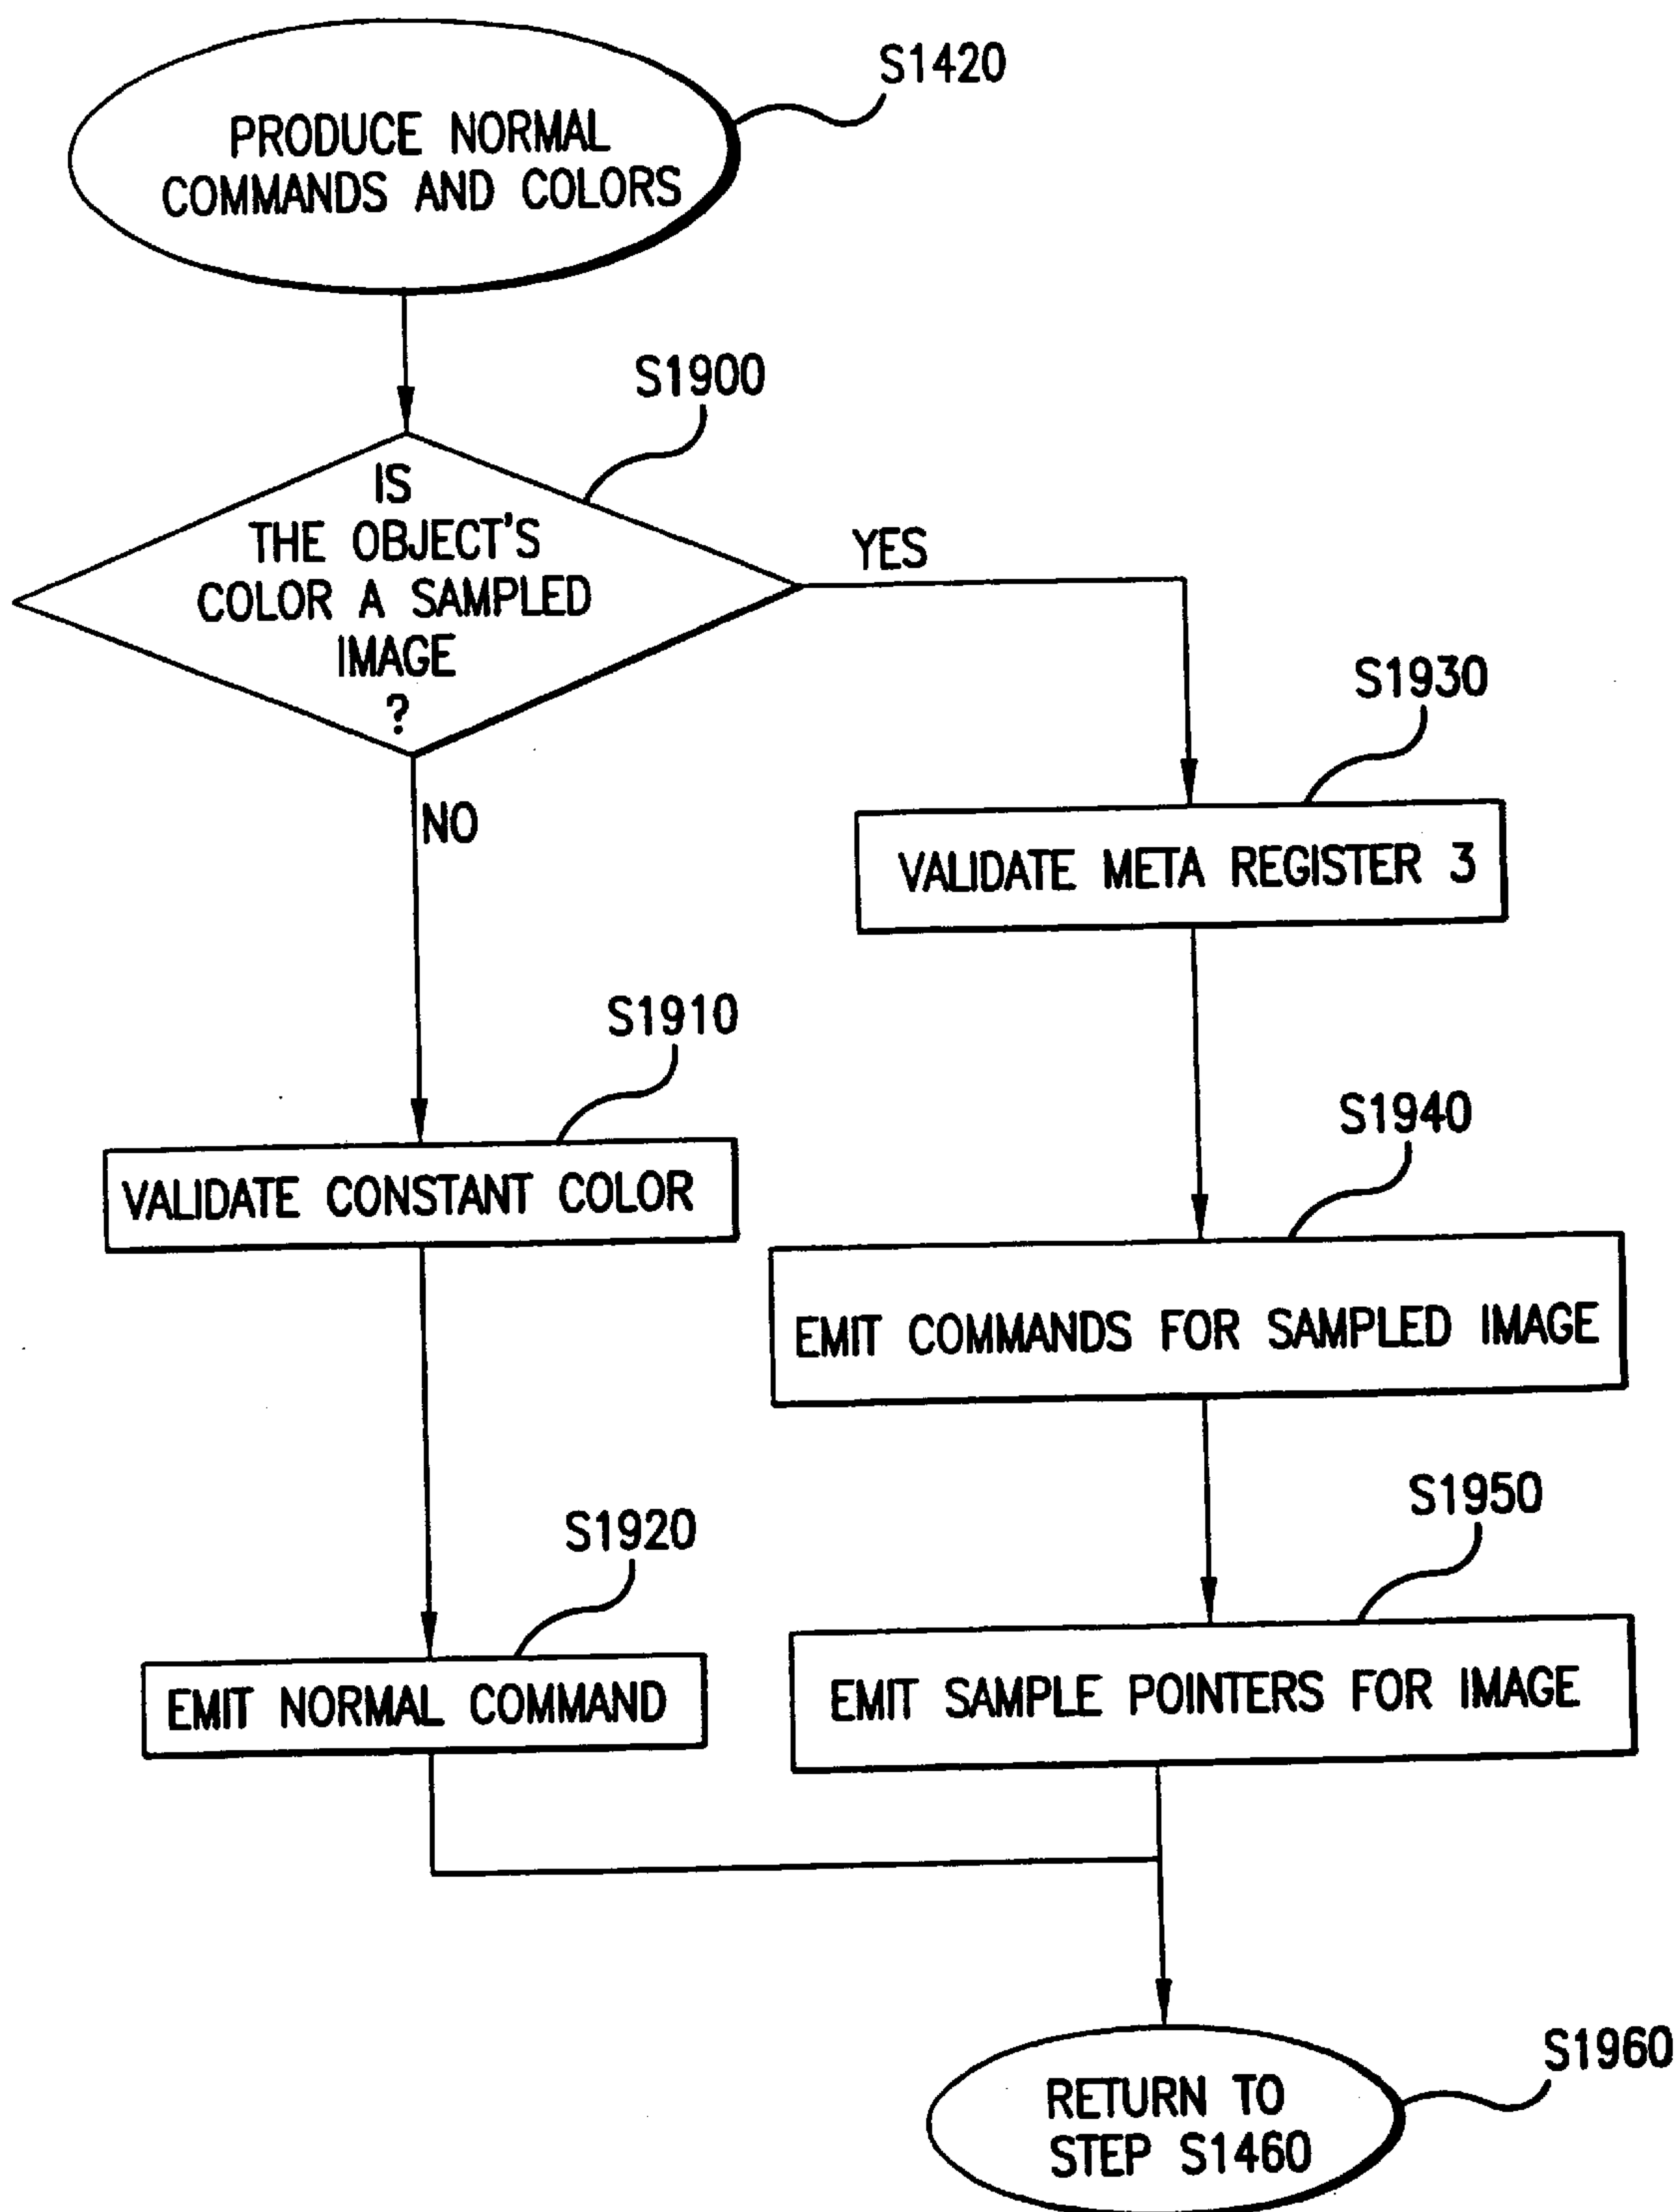 S1420
PRODUCE NORMAL
COMMANDS AND COLORS
S1900
IS
THE OBJECT'S
COLOR A SAMPLED
IMAGE
?
YES
NO
S1930
VALIDATE META REGISTER 3
S1910
VALIDATE CONSTANT COLOR
S1940
EMIT COMMANDS FOR SAMPLED IMAGE
S1950
EMIT SAMPLE POINTERS FOR IMAGE
S1920
EMIT NORMAL COMMAND
S1960
RETURN TO
STEP S1460